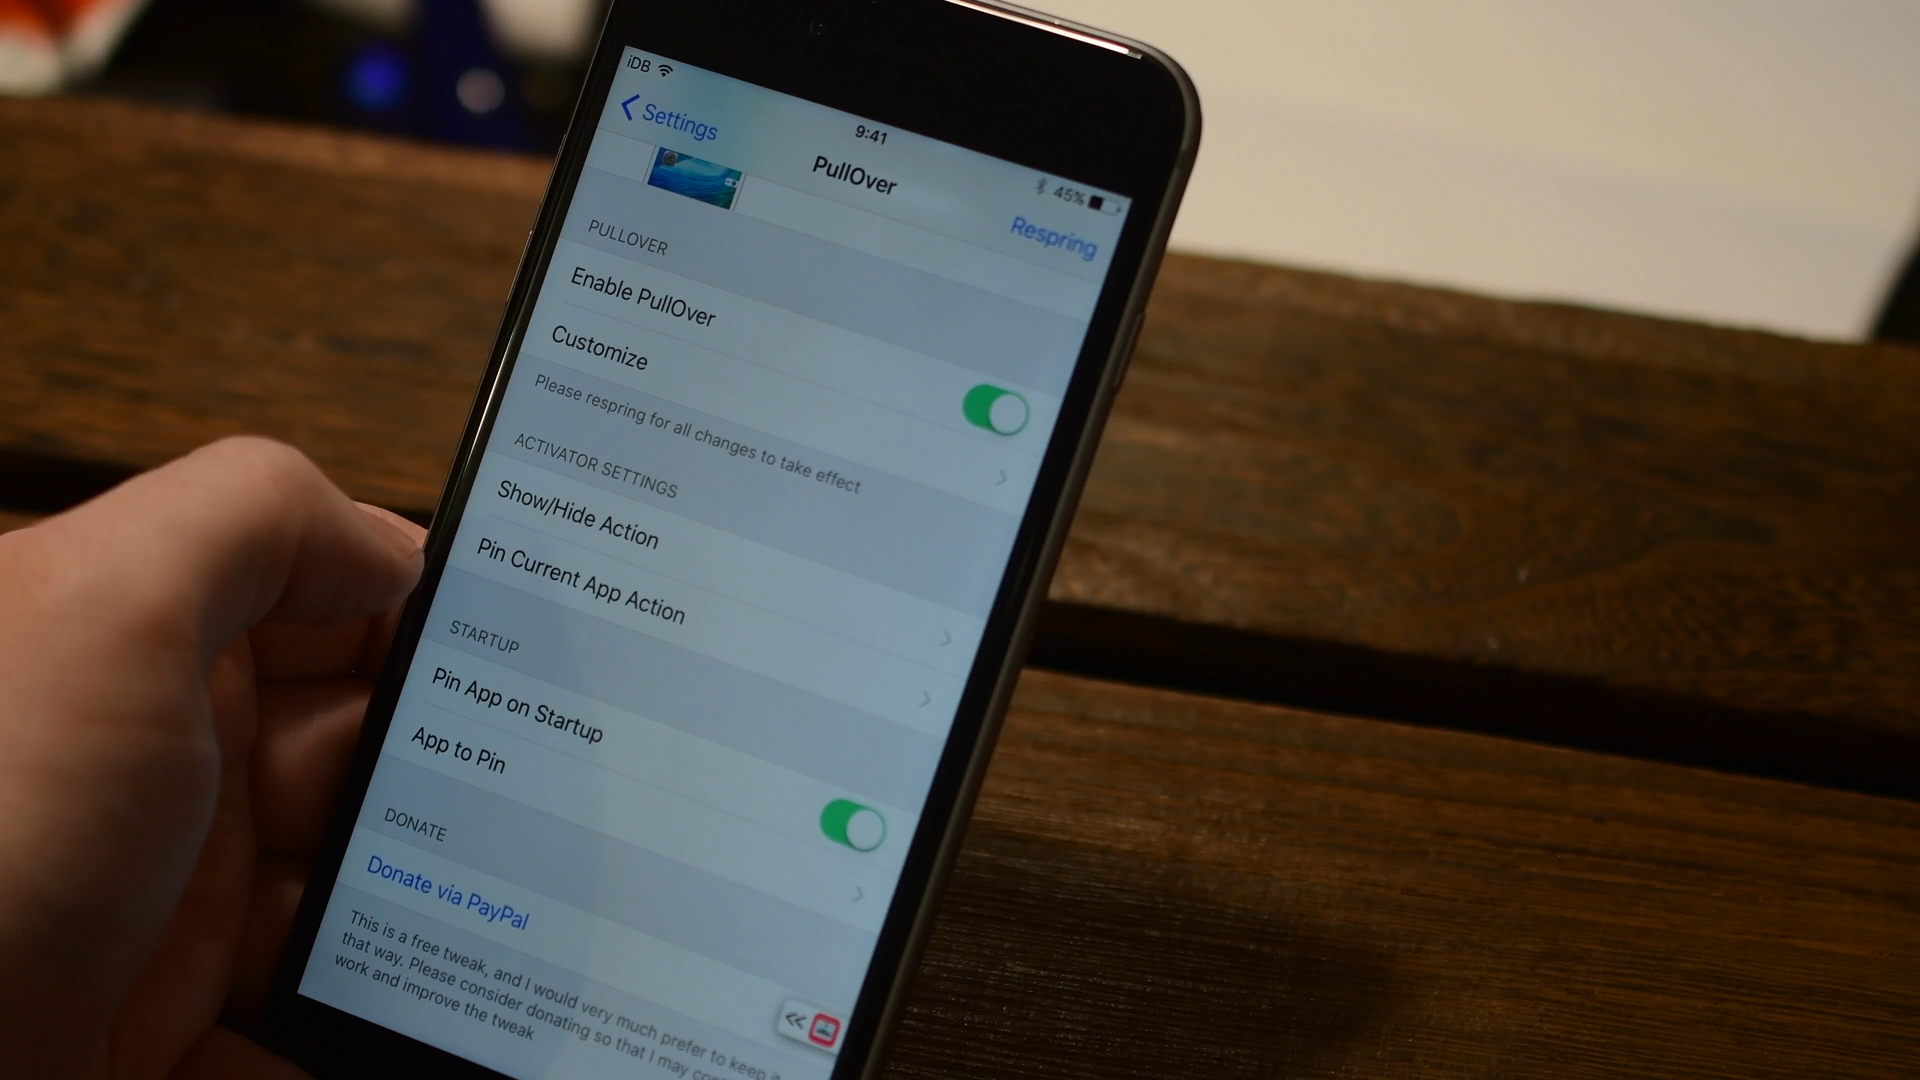 iDB
9:41
45%
Settings
PullOver
Respring
PULLOVER
Enable PullOver
Customize
Please respring for all changes to take effect
ACTIVATOR SETTINGS
Show/Hide Action
Pin Current App Action
STARTUP
Pin App on Startup
App to Pin
DONATE
Donate via PayPal
This is a free tweak, and I would very much prefer to keep
that way. Please consider donating so that I may
work and improve the tweak